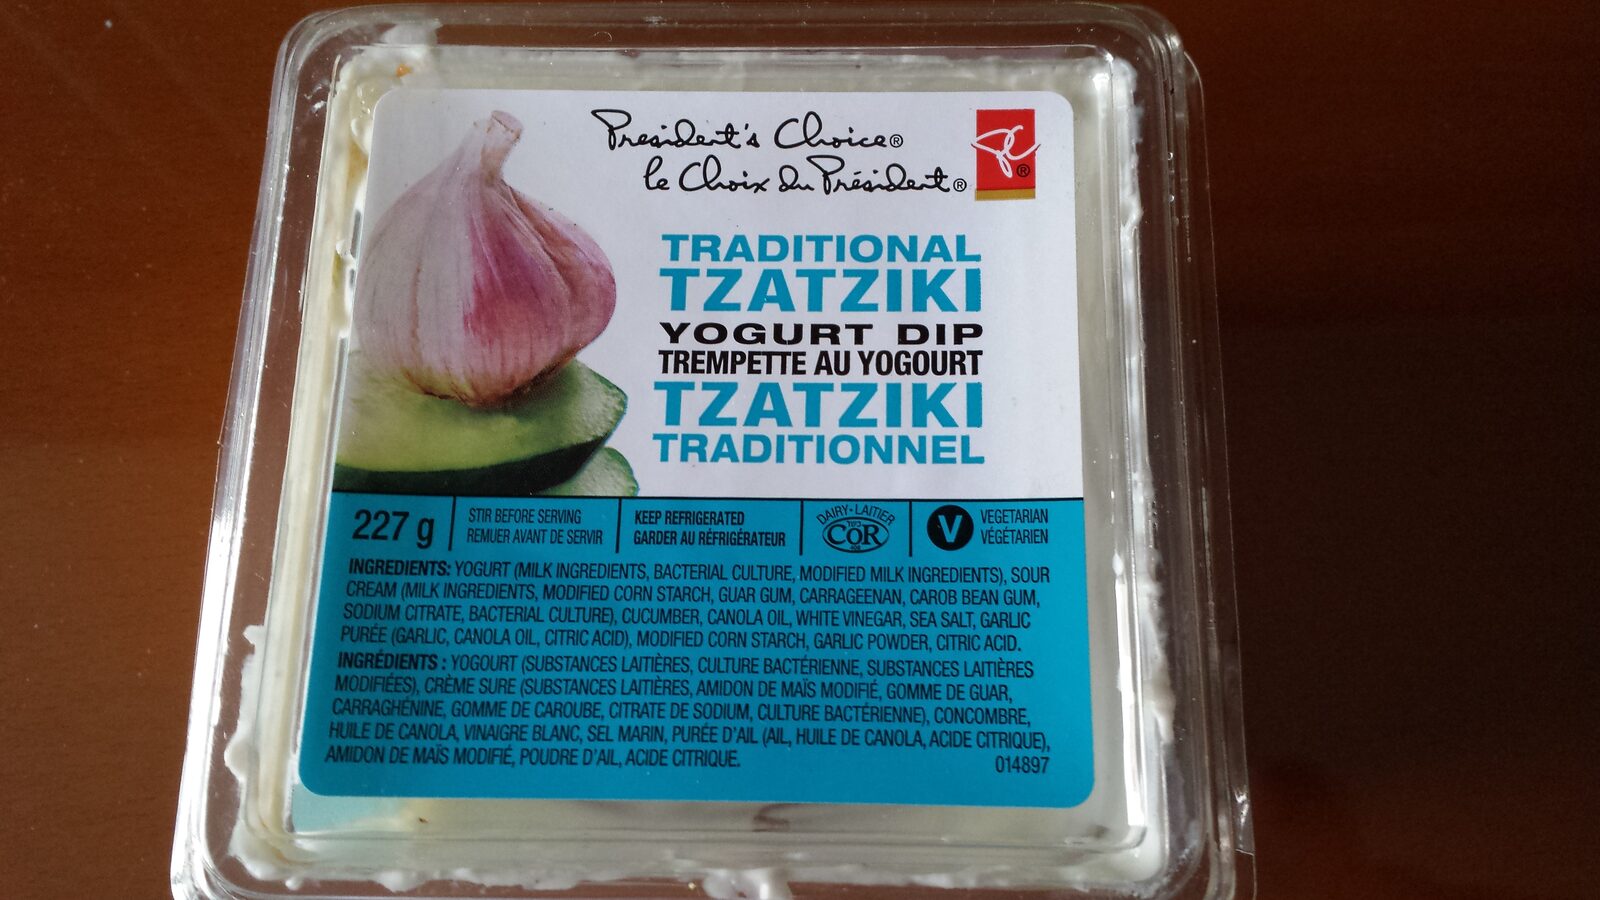 President's Choice®
le Choix du Président®
PC®
TRADITIONAL
TZATZIKI
YOGURT DIP
TREMPETTE AU YOGOURT
TZATZIKI
TRADITIONNEL
227 g
STIR BEFORE SERVING
REMUER AVANT DE SERVIR
KEEP REFRIGERATED
GARDER AU RÉFRIGÉRATEUR
DAIRY-LAITIER
כשר
COR
V
VEGETARIAN
VÉGÉTARIEN
INGREDIENTS: YOGURT (MILK INGREDIENTS, BACTERIAL CULTURE, MODIFIED MILK INGREDIENTS), SOUR
CREAM (MILK INGREDIENTS, MODIFIED CORN STARCH, GUAR GUM, CARRAGEENAN, CAROB BEAN GUM,
SODIUM CITRATE, BACTERIAL CULTURE), CUCUMBER, CANOLA OIL, WHITE VINEGAR, SEA SALT, GARLIC
PURÉE (GARLIC, CANOLA OIL, CITRIC ACID), MODIFIED CORN STARCH, GARLIC POWDER, CITRIC ACID.
INGRÉDIENTS : YOGOURT (SUBSTANCES LAITIÈRES, CULTURE BACTÉRIENNE, SUBSTANCES LAITIÈRES
MODIFIÉES), CRÈME SURE (SUBSTANCES LAITIÈRES, AMIDON DE MAÏS MODIFIÉ, GOMME DE GUAR,
CARRAGHÉNINE, GOMME DE CAROUBE, CITRATE DE SODIUM, CULTURE BACTÉRIENNE), CONCOMBRE,
HUILE DE CANOLA, VINAIGRE BLANC, SEL MARIN, PURÉE D'AIL (AIL, HUILE DE CANOLA, ACIDE CITRIQUE),
AMIDON DE MAÏS MODIFIÉ, POUDRE D'AIL, ACIDE CITRIQUE.
014897